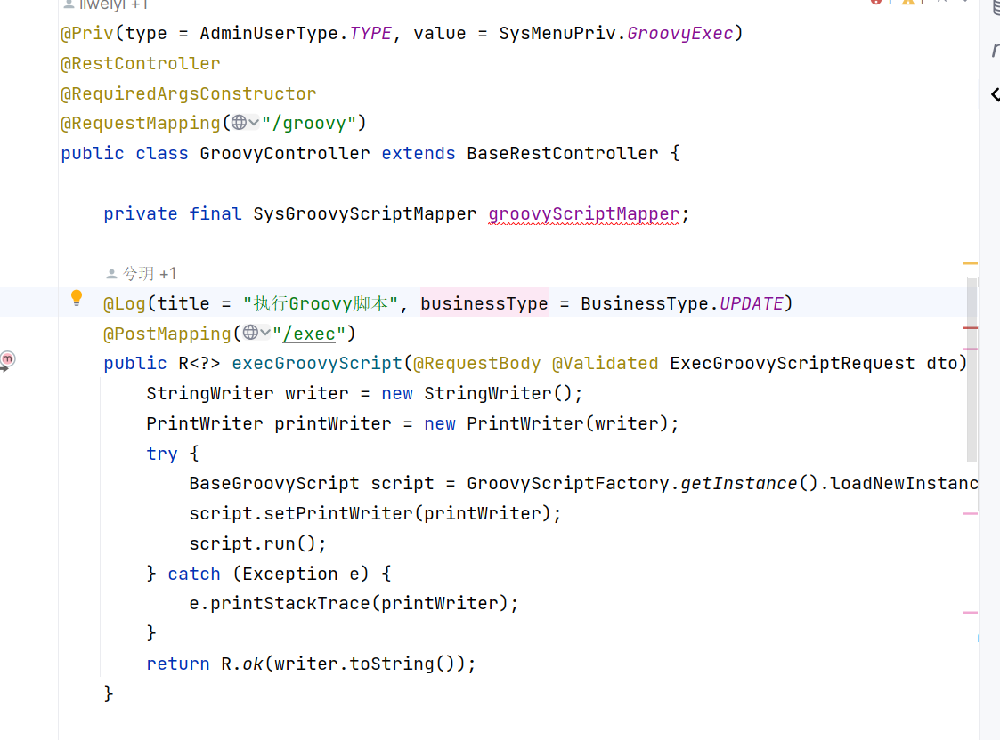 liweiyi +1
@Priv(type = AdminUserType.TYPE, value = SysMenuPriv.GroovyExec)
@RestController
@RequiredArgsConstructor
@RequestMapping("/groovy")
public class GroovyController extends BaseRestController {
private final SysGroovyScriptMapper groovyScriptMapper;
兮玥 +1
@Log(title = "执行Groovy脚本", businessType = BusinessType.UPDATE)
@PostMapping("/exec")
public R<?> execGroovyScript(@RequestBody @Validated ExecGroovyScriptRequest dto)
StringWriter writer = new StringWriter();
PrintWriter printWriter = new PrintWriter(writer);
try {
BaseGroovyScript script = GroovyScriptFactory.getInstance().loadNewInstanc
script.setPrintWriter(printWriter);
script.run();
} catch (Exception e) {
e.printStackTrace(printWriter);
}
return R.ok(writer.toString());
}